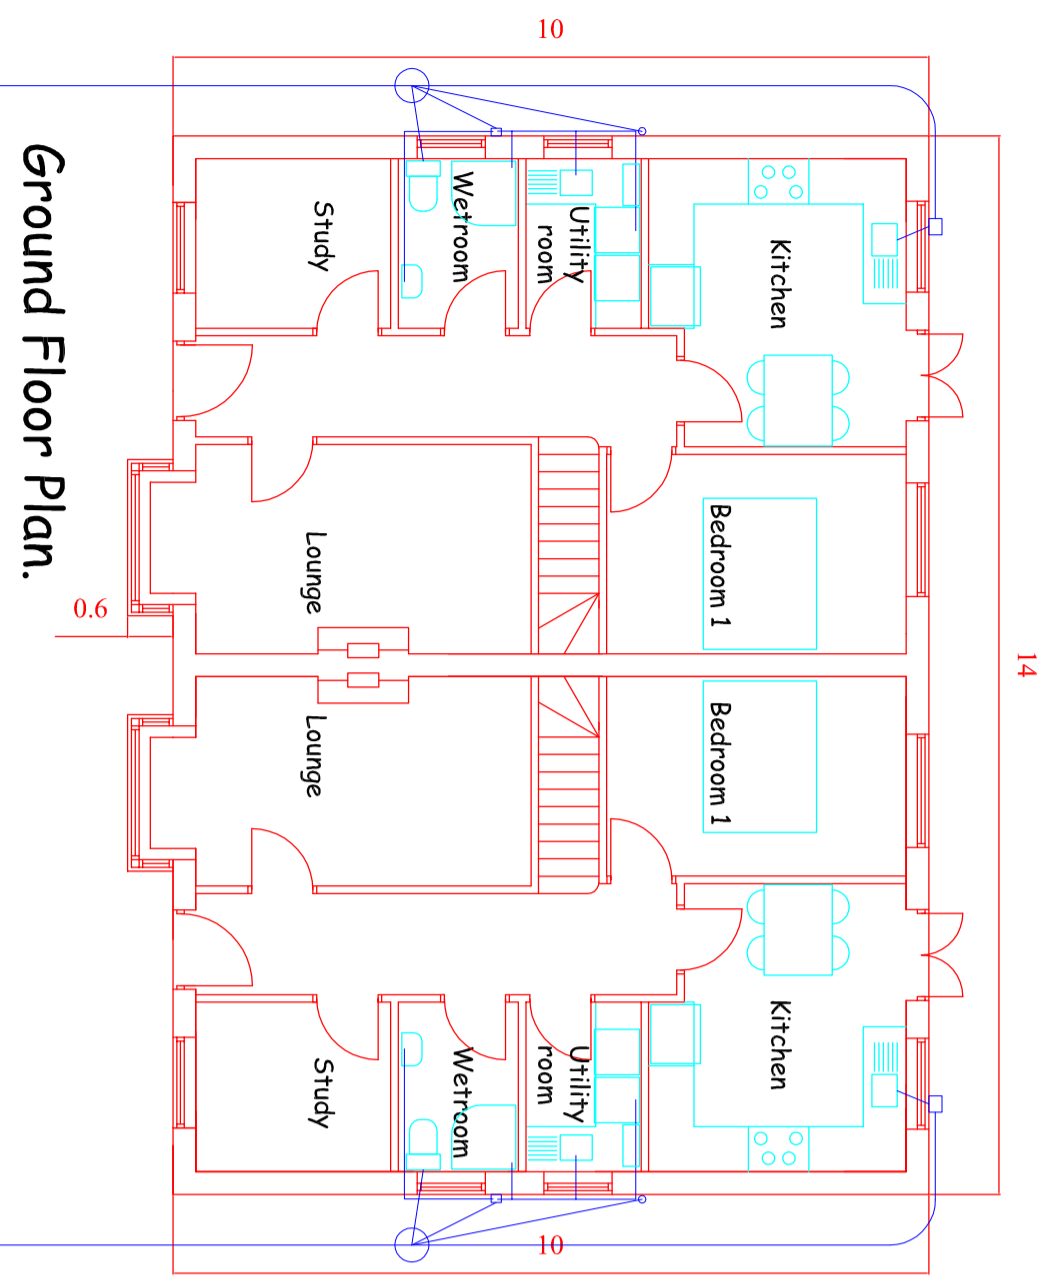 10
Kitchen
Utility
room
Wetroom
Study
Bedroom 1
Lounge
14
0.6
Bedroom 1
Lounge
Kitchen
Utility
room
Wetroom
Study
10
Ground Floor Plan.